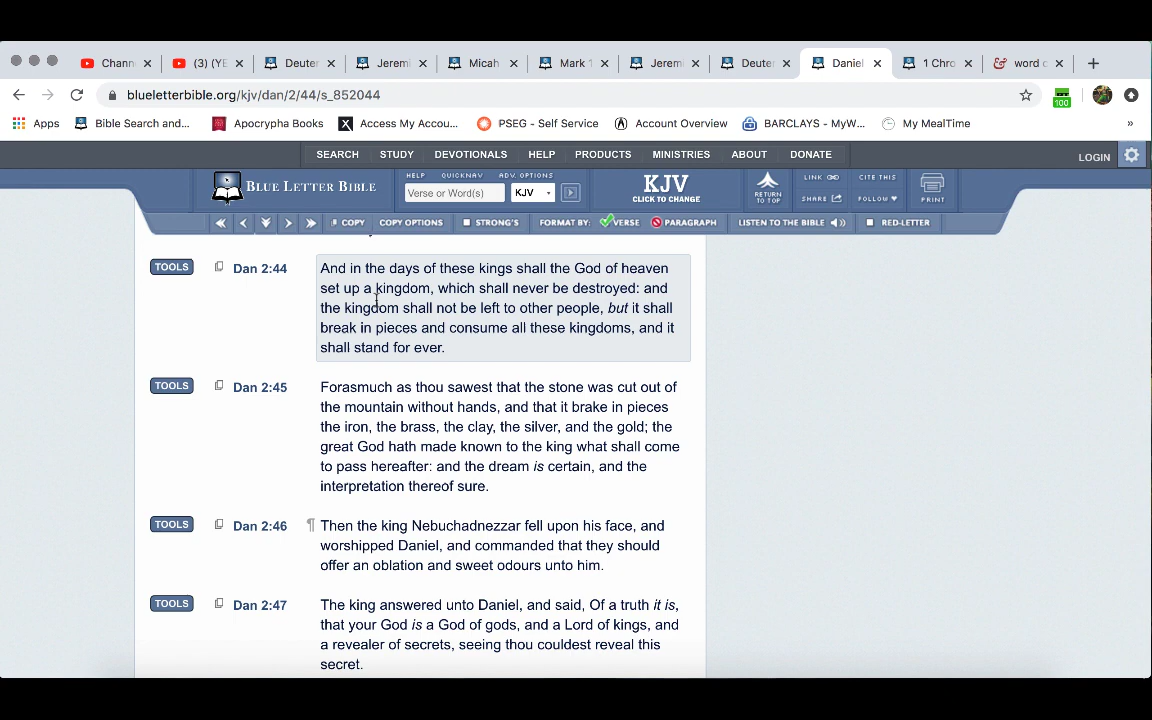 Chann
(3) (YE
Deuter
Jeremi
Micah
Mark 1
Jerem
Deuter
Daniel
1 Chro
word c
blueletterbible.org/kjv/dan/2/44/s_852044
100
Apps
Bible Search and...
Apocrypha Books
Access My Accou...
PSEG - Self Service
Account Overview
BARCLAYS - MyW...
My MealTime
»
SEARCH STUDY DEVOTIONALS HELP PRODUCTS MINISTRIES ABOUT DONATE
LOGIN
BLUE LETTER BIBLE
HELP QUICKNAV ADV. OPTIONS
Verse or Word(s) KJV
KJV
CLICK TO CHANGE
RETURN
TO TOP
LINK CITE THIS
SHARE FOLLOW
PRINT
COPY COPY OPTIONS STRONG'S FORMAT BY: VERSE PARAGRAPH LISTEN TO THE BIBLE RED-LETTER
TOOLS Dan 2:44 And in the days of these kings shall the God of heaven
set up a kingdom, which shall never be destroyed: and
the kingdom shall not be left to other people, but it shall
break in pieces and consume all these kingdoms, and it
shall stand for ever.
TOOLS Dan 2:45 Forasmuch as thou sawest that the stone was cut out of
the mountain without hands, and that it brake in pieces
the iron, the brass, the clay, the silver, and the gold; the
great God hath made known to the king what shall come
to pass hereafter: and the dream is certain, and the
interpretation thereof sure.
TOOLS Dan 2:46 ¶ Then the king Nebuchadnezzar fell upon his face, and
worshipped Daniel, and commanded that they should
offer an oblation and sweet odours unto him.
TOOLS Dan 2:47 The king answered unto Daniel, and said, Of a truth it is,
that your God is a God of gods, and a Lord of kings, and
a revealer of secrets, seeing thou couldest reveal this
secret.